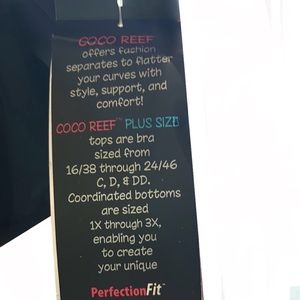 COCO REEF
offers fashion
separates to flatter
your curves with
style, support, and
comfort!
COCO REEF™ PLUS SIZE
tops are bra
sized from
16/38 through 24/46
C, D, & DD.
Coordinated bottoms
are sized
1X through 3X,
enabling you
to create
your unique
PerfectionFit™